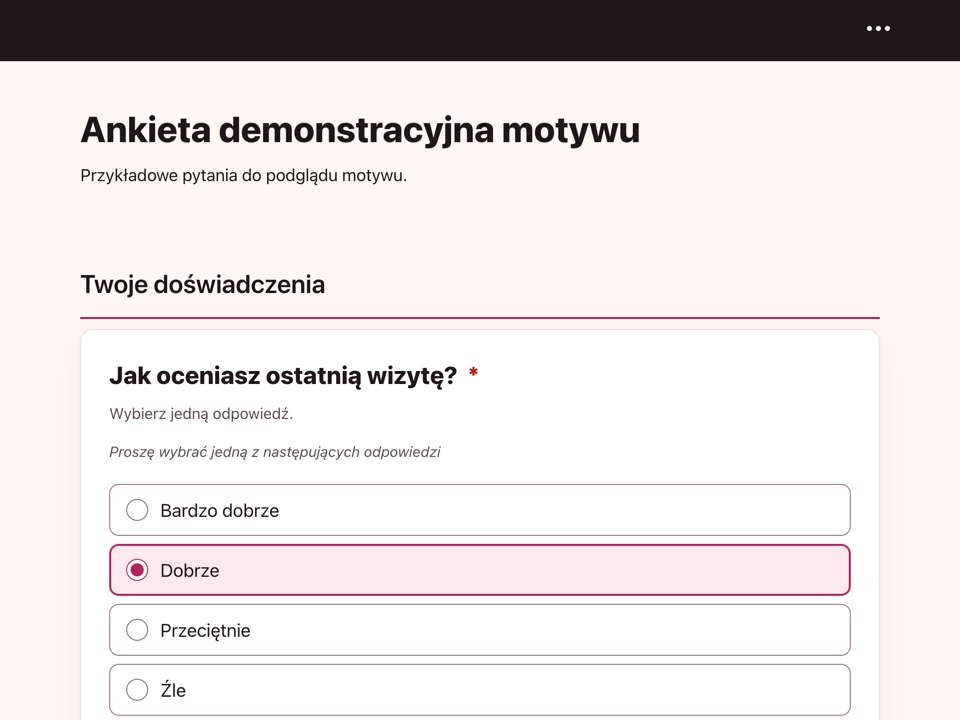 Ankieta demonstracyjna motywu
Przykładowe pytania do podglądu motywu.
Twoje doświadczenia
Jak oceniasz ostatnią wizytę? *
Wybierz jedną odpowiedź.
Proszę wybrać jedną z następujących odpowiedzi
Bardzo dobrze
Dobrze
Przeciętnie
Źle